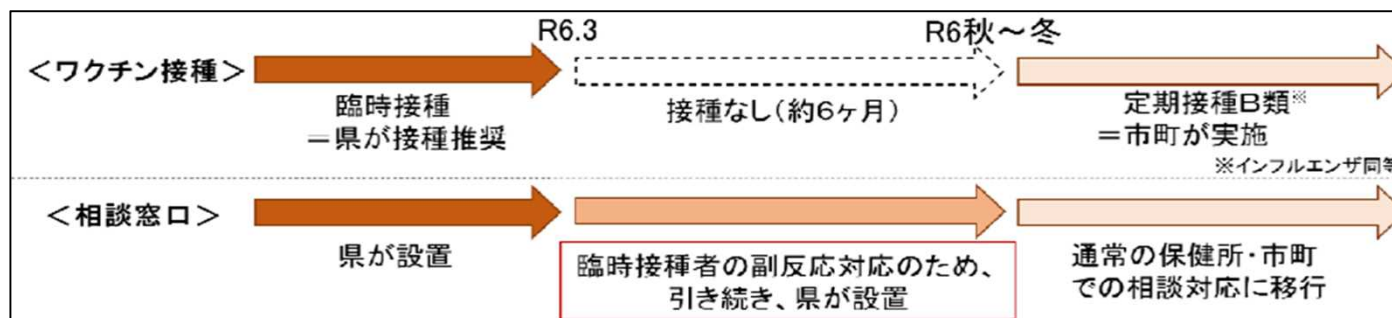 R6.3
R6秋～冬
＜ワクチン接種＞
臨時接種
＝県が接種推奨
接種なし（約6ヶ月）
定期接種B類※
＝市町が実施
※インフルエンザ同等
＜相談窓口＞
県が設置
臨時接種者の副反応対応のため、
引き続き、県が設置
通常の保健所・市町
での相談対応に移行